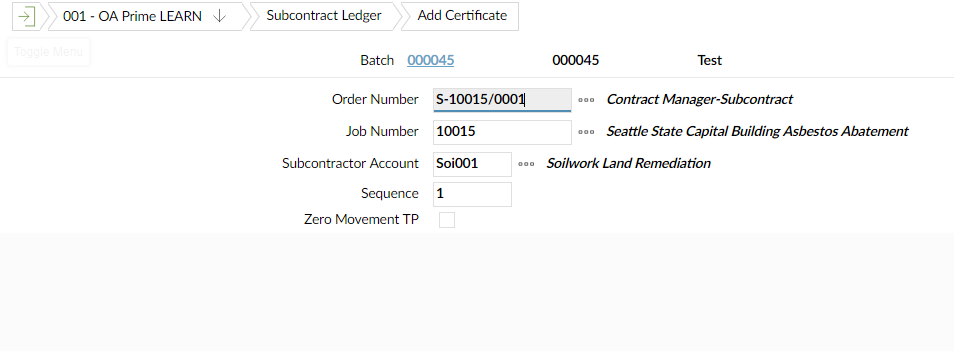 001 - OA Prime LEARN Subcontract Ledger Add Certificate
Toggle Menu
Batch 000045 000045 Test
Order Number S-10015/0001 Contract Manager-Subcontract
Job Number 10015 Seattle State Capital Building Asbestos Abatement
Subcontractor Account Soi001 Soilwork Land Remediation
Sequence 1
Zero Movement TP